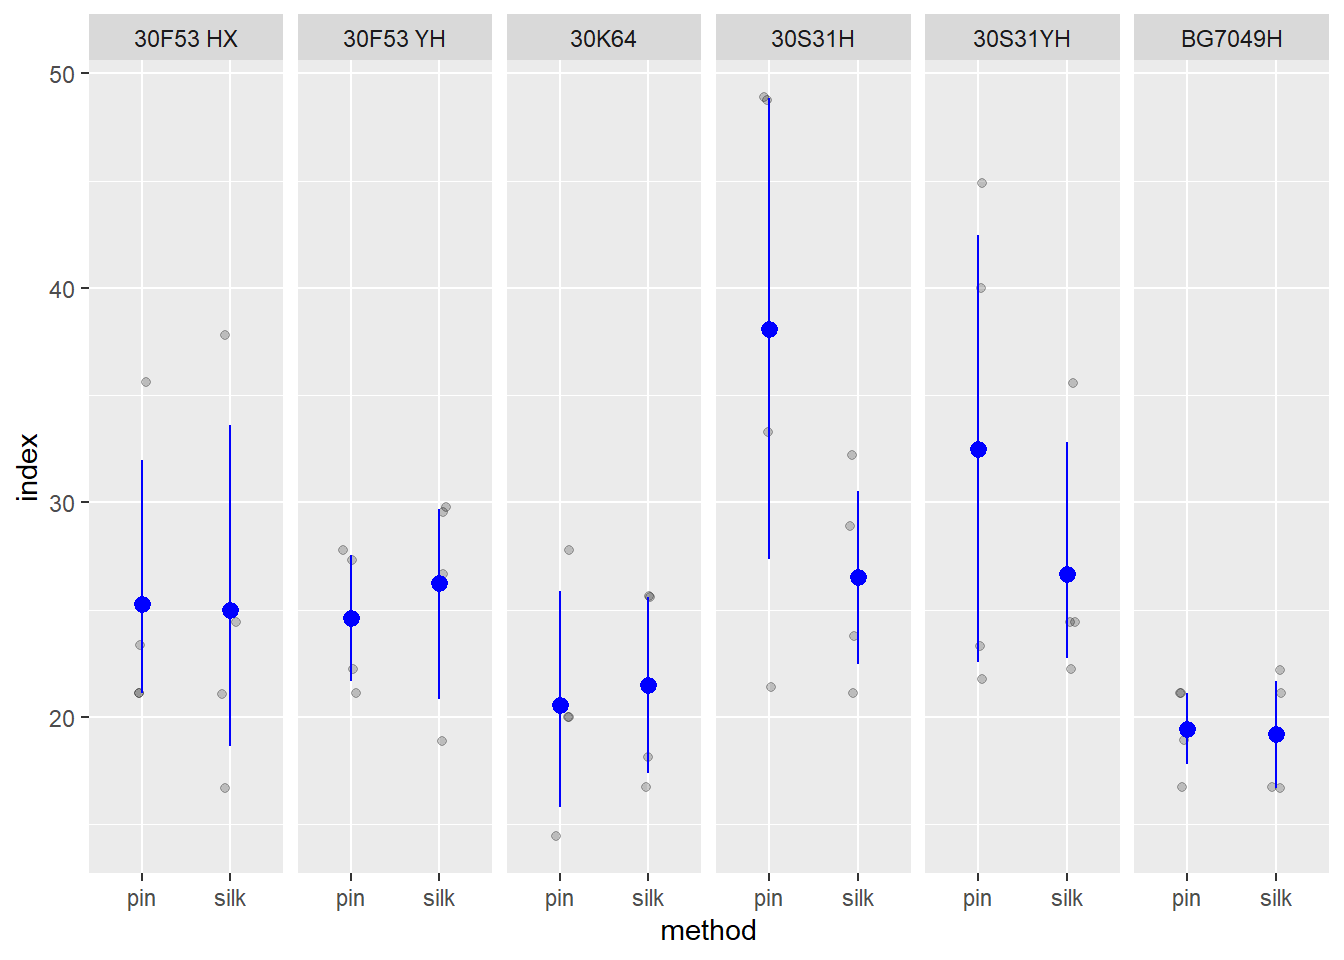 30F53 HX 30F53 YH 30K64 30S31H 30S31YH BG7049H
50
40
30
20
index
pin silk pin silk pin silk pin silk pin silk pin silk
method